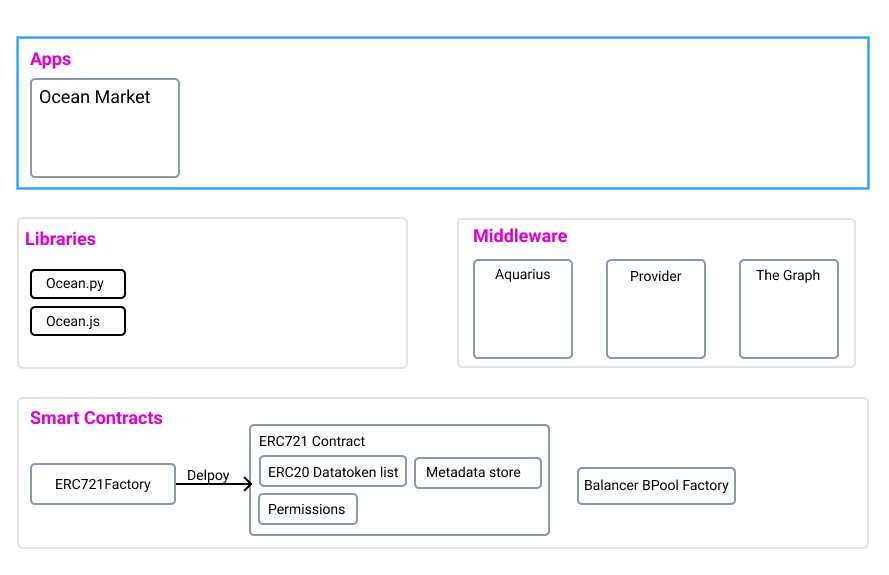 Apps
Ocean Market
Libraries
Ocean.py
Ocean.js
Middleware
Aquarius
Provider
The Graph
Smart Contracts
ERC721Factory
Delpoy
ERC721 Contract
ERC20 Datatoken list
Metadata store
Permissions
Balancer BPool Factory